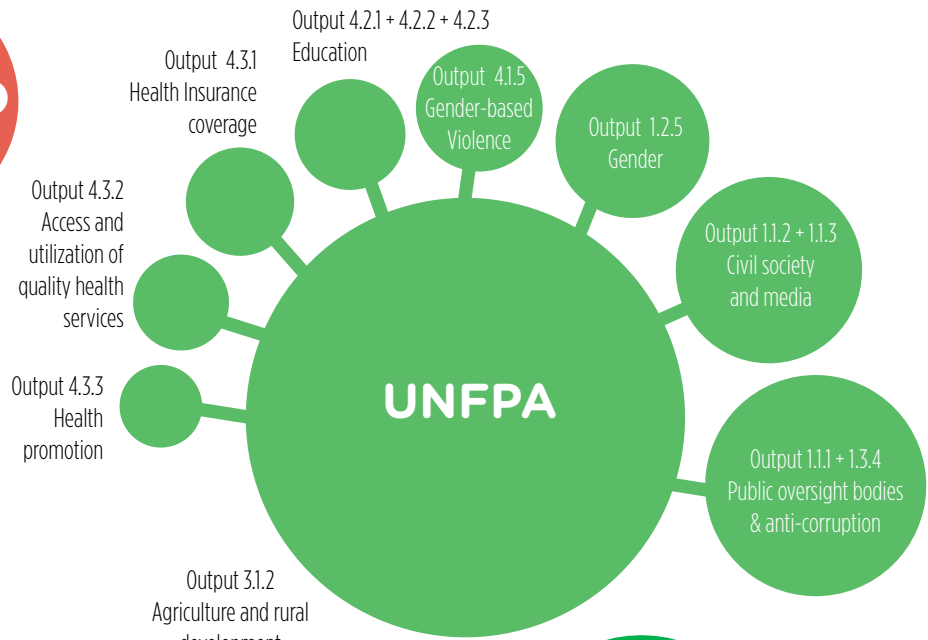 Output 4.2.1 + 4.2.2 + 4.2.3
Education
Output 4.3.1
Health Insurance
coverage
Output 4.1.5
Gender-based
Violence
Output 1.2.5
Gender
Output 4.3.2
Access and
utilization of
quality health
services
Output 1.1.2 + 1.1.3
Civil society
and media
Output 4.3.3
Health
promotion
UNFPA
Output 1.1.1 + 1.3.4
Public oversight bodies
& anti-corruption
Output 3.1.2
Agriculture and rural
development